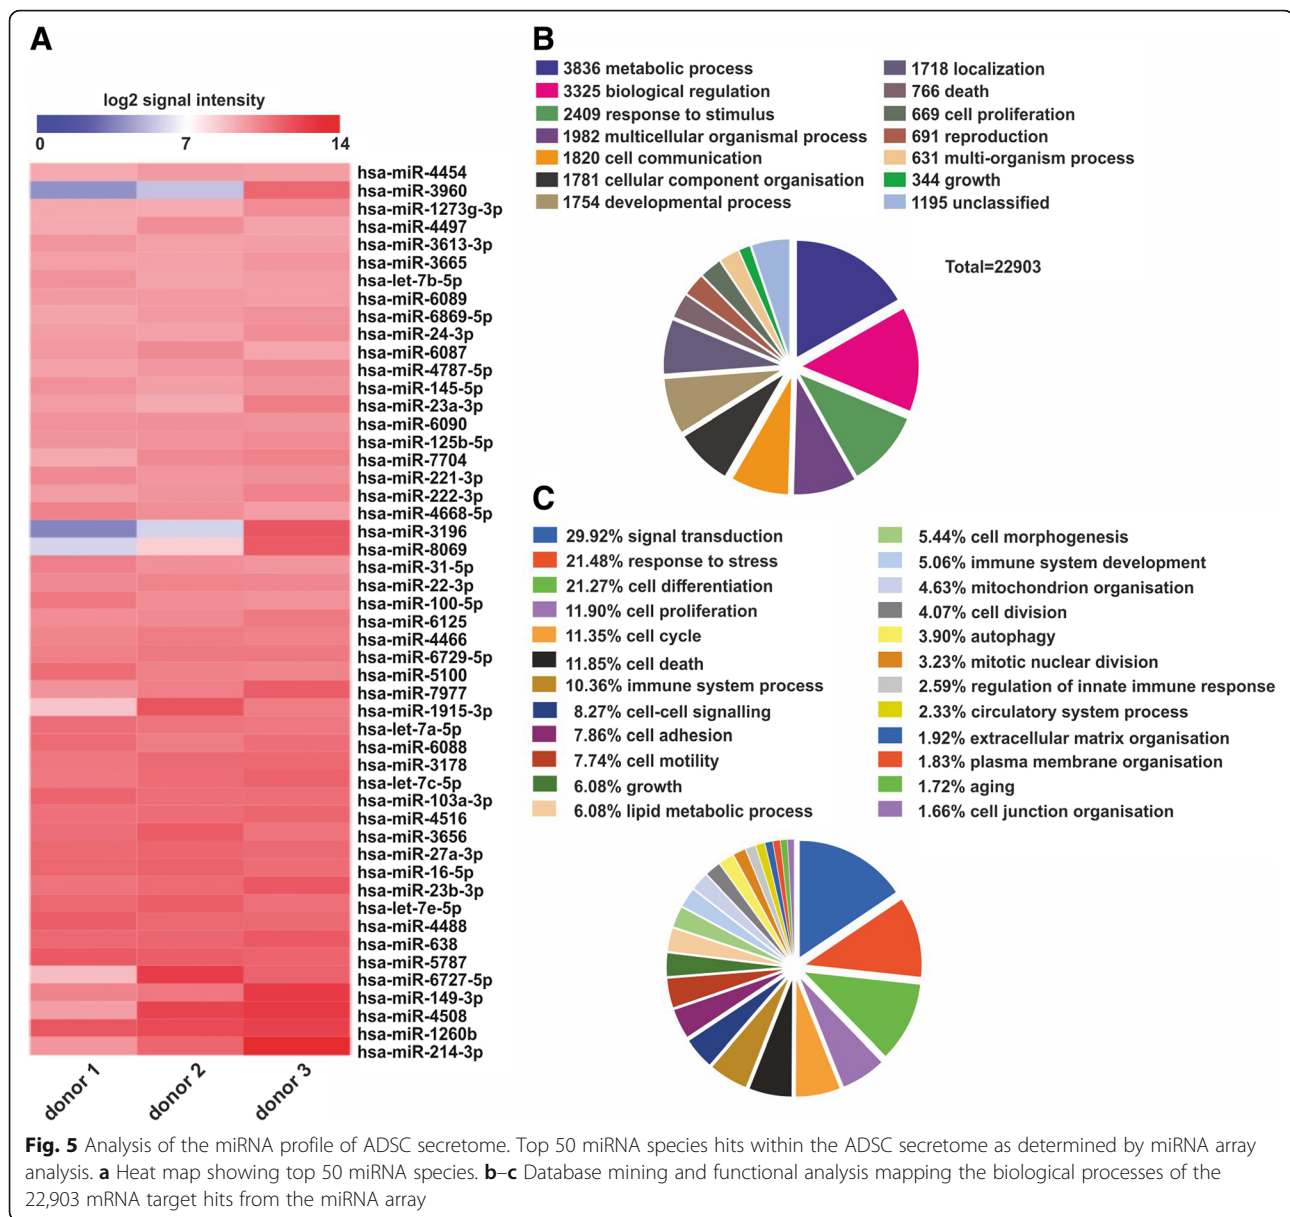 A
log2 signal intensity
0 7 14
hsa-miR-4454
hsa-miR-3960
hsa-miR-1273g-3p
hsa-miR-4497
hsa-miR-3613-3p
hsa-miR-3665
hsa-let-7b-5p
hsa-miR-6089
hsa-miR-6869-5p
hsa-miR-24-3p
hsa-miR-6087
hsa-miR-4787-5p
hsa-miR-145-5p
hsa-miR-23a-3p
hsa-miR-6090
hsa-miR-125b-5p
hsa-miR-7704
hsa-miR-221-3p
hsa-miR-222-3p
hsa-miR-4668-5p
hsa-miR-3196
hsa-miR-8069
hsa-miR-31-5p
hsa-miR-22-3p
hsa-miR-100-5p
hsa-miR-6125
hsa-miR-4466
hsa-miR-6729-5p
hsa-miR-5100
hsa-miR-7977
hsa-miR-1915-3p
hsa-let-7a-5p
hsa-miR-6088
hsa-miR-3178
hsa-let-7c-5p
hsa-miR-103a-3p
hsa-miR-4516
hsa-miR-3656
hsa-miR-27a-3p
hsa-miR-16-5p
hsa-miR-23b-3p
hsa-let-7e-5p
hsa-miR-4488
hsa-miR-638
hsa-miR-5787
hsa-miR-6727-5p
hsa-miR-149-3p
hsa-miR-4508
hsa-miR-1260b
hsa-miR-214-3p
donor 1
donor 2
donor 3
B
3836 metabolic process
3325 biological regulation
2409 response to stimulus
1982 multicellular organismal process
1820 cell communication
1781 cellular component organisation
1754 developmental process
1718 localization
766 death
669 cell proliferation
691 reproduction
631 multi-organism process
344 growth
1195 unclassified
Total=22903
C
29.92% signal transduction
21.48% response to stress
21.27% cell differentiation
11.90% cell proliferation
11.35% cell cycle
11.85% cell death
10.36% immune system process
8.27% cell-cell signalling
7.86% cell adhesion
7.74% cell motility
6.08% growth
6.08% lipid metabolic process
5.44% cell morphogenesis
5.06% immune system development
4.63% mitochondrion organisation
4.07% cell division
3.90% autophagy
3.23% mitotic nuclear division
2.59% regulation of innate immune response
2.33% circulatory system process
1.92% extracellular matrix organisation
1.83% plasma membrane organisation
1.72% aging
1.66% cell junction organisation
Fig. 5 Analysis of the miRNA profile of ADSC secretome. Top 50 miRNA species hits within the ADSC secretome as determined by miRNA array
analysis. a Heat map showing top 50 miRNA species. b–c Database mining and functional analysis mapping the biological processes of the
22,903 mRNA target hits from the miRNA array